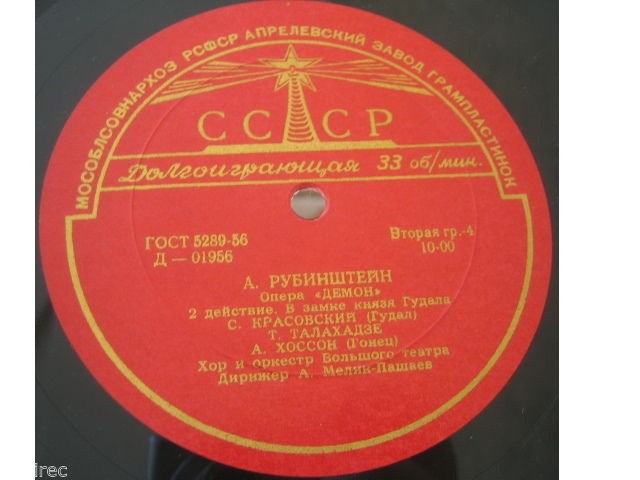 МОСОБЛСОВНАРХОЗ РСФСР АПРЕЛЕВСКИЙ ЗАВОД ГРАМПЛАСТИНОК
СССР
Долгоиграющая 33 об/мин.
ГОСТ 5289-56
Д — 01956
Вторая гр.-4
10-00
А. РУБИНШТЕЙН
Опера «ДЕМОН»
2 действие. В замке князя Гудала
С. КРАСОВСКИЙ (Гудал)
Т. ТАЛАХАДЗЕ
А. ХОССОН (Гонец)
Хор и оркестр Большого театра
Дирижер А. Мелик-Пашаев
irec